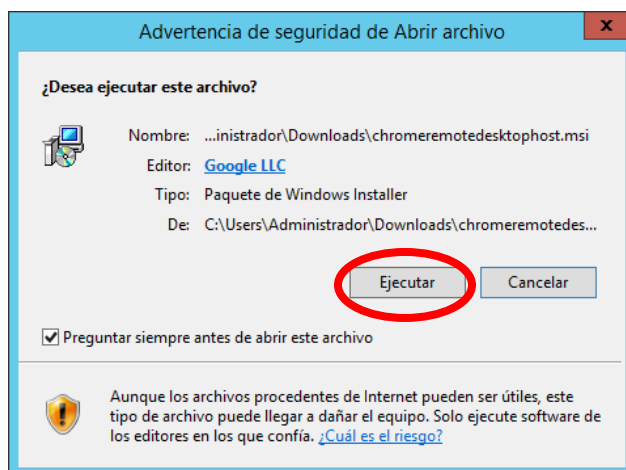 Advertencia de seguridad de Abrir archivo
x
¿Desea ejecutar este archivo?
Nombre: ...inistrador\Downloads\chromeremotedesktophost.msi
Editor: Google LLC
Tipo: Paquete de Windows Installer
De: C:\Users\Administrador\Downloads\chromeremotedes...
Ejecutar Cancelar
Preguntar siempre antes de abrir este archivo
Aunque los archivos procedentes de Internet pueden ser útiles, este
tipo de archivo puede llegar a dañar el equipo. Solo ejecute software de
los editores en los que confía. ¿Cuál es el riesgo?